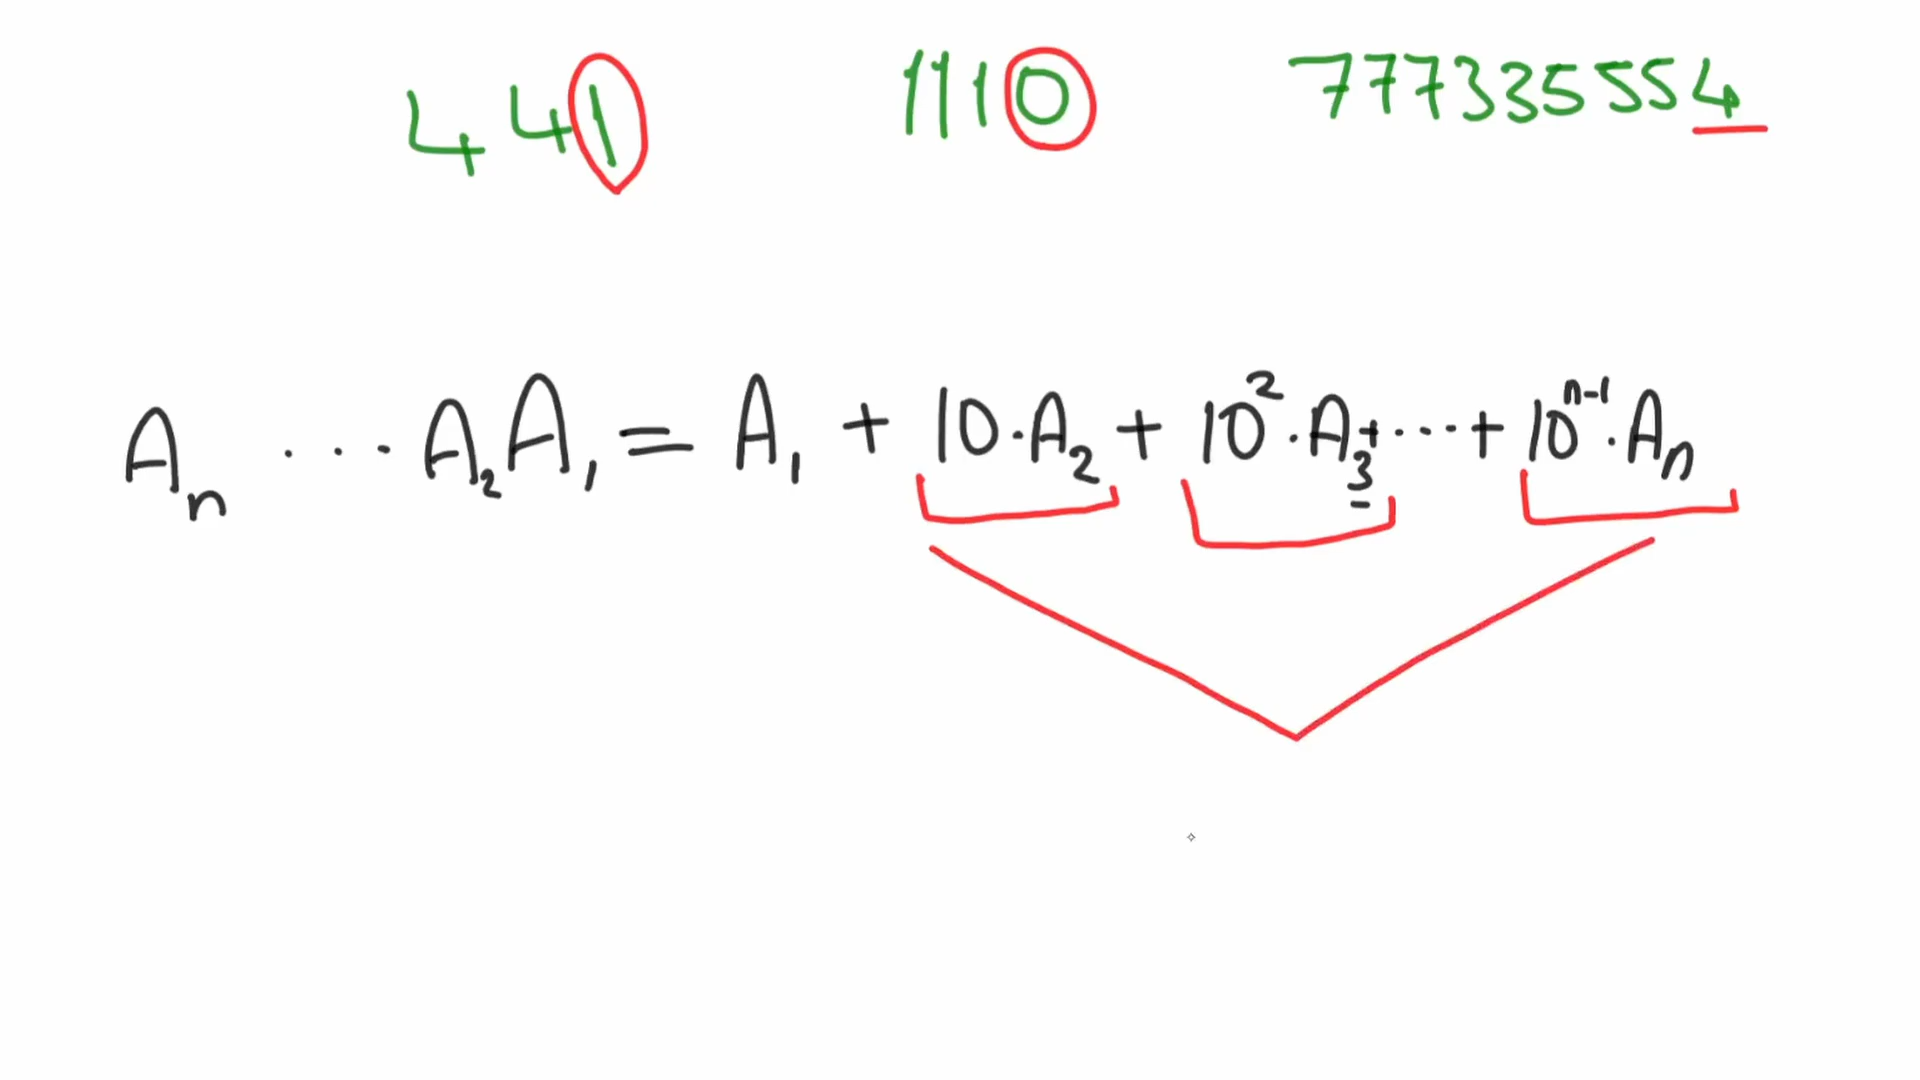 441 1110 777335554
Aₙ ··· A₂A₁ = A₁ + 10·A₂ + 10²·A₃ + ··· + 10ⁿ⁻¹·Aₙ